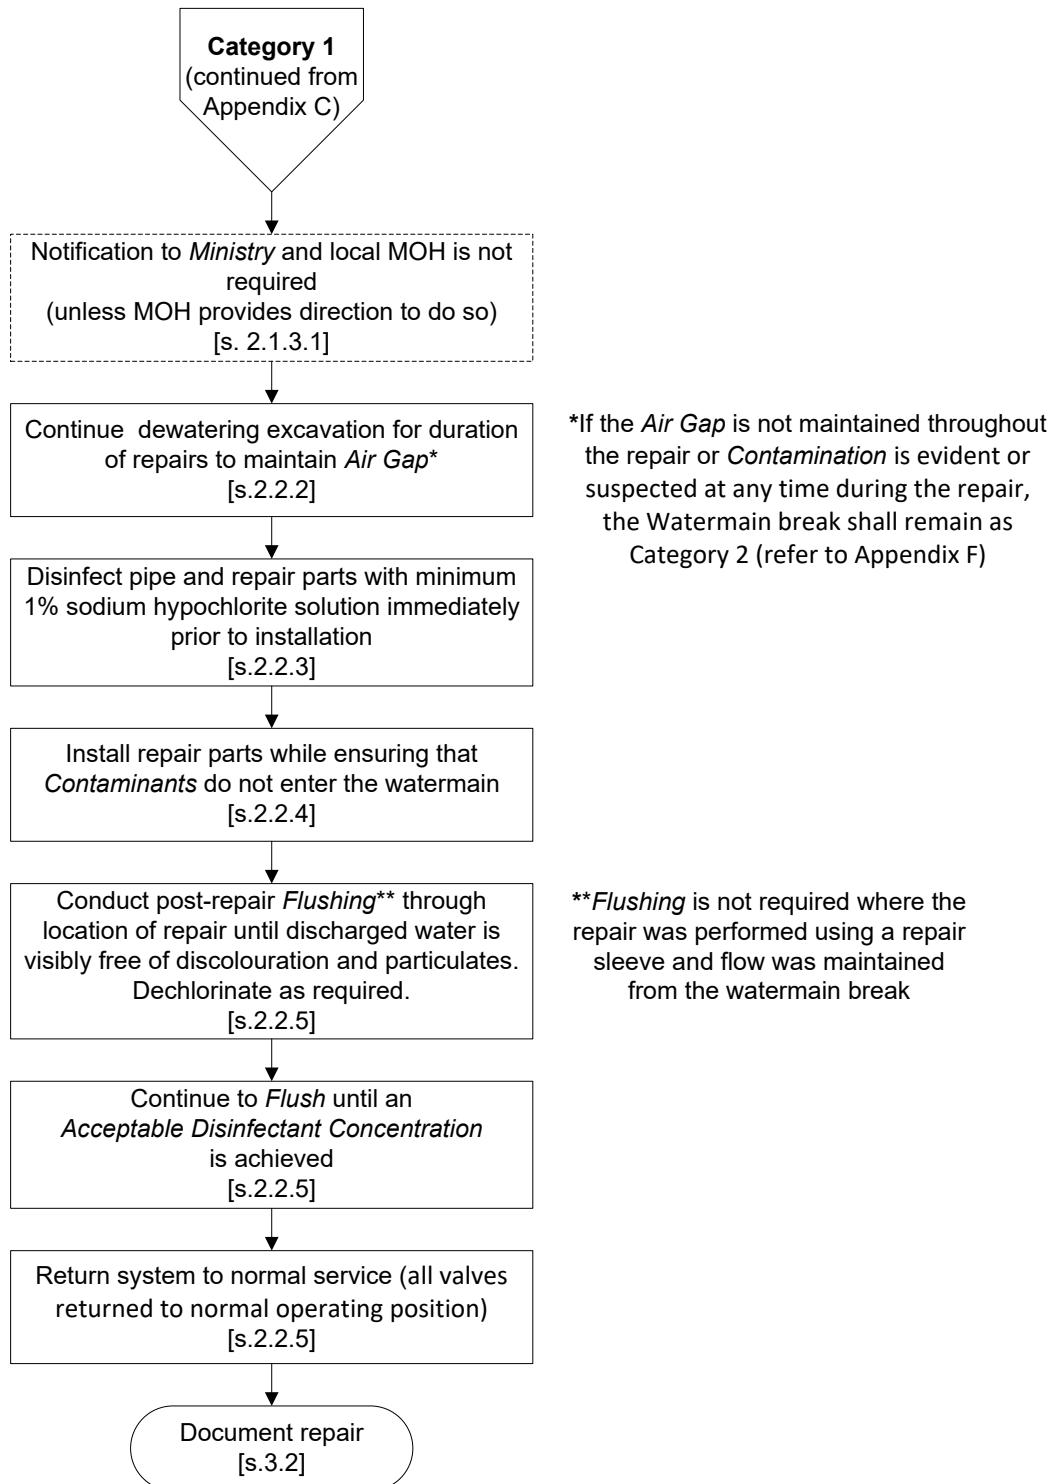 Category 1
(continued from
Appendix C)
Notification to Ministry and local MOH is not
required
(unless MOH provides direction to do so)
[s. 2.1.3.1]
Continue  dewatering excavation for duration
of repairs to maintain Air Gap*
[s.2.2.2]
*If the Air Gap is not maintained throughout
the repair or Contamination is evident or
suspected at any time during the repair,
the Watermain break shall remain as
Category 2 (refer to Appendix F)
Disinfect pipe and repair parts with minimum
1% sodium hypochlorite solution immediately
prior to installation
[s.2.2.3]
Install repair parts while ensuring that
Contaminants do not enter the watermain
[s.2.2.4]
Conduct post-repair Flushing** through
location of repair until discharged water is
visibly free of discolouration and particulates.
Dechlorinate as required.
[s.2.2.5]
**Flushing is not required where the
repair was performed using a repair
sleeve and flow was maintained
from the watermain break
Continue to Flush until an
Acceptable Disinfectant Concentration
is achieved
[s.2.2.5]
Return system to normal service (all valves
returned to normal operating position)
[s.2.2.5]
Document repair
[s.3.2]